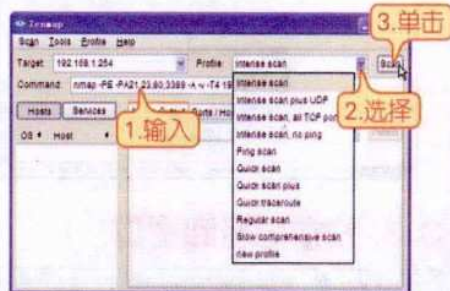 Zenmap
3.单击
Scan Tools Profile Help
Target: 192.168.1.254 Profile: Intense scan Scan
Command: nmap -PE -PA21,23,80,3389 -A -v -T4 19
Hosts Services Ports / Ho
OS Host
1.输入
2.选择
Intense scan
Intense scan plus UDP
Intense scan, all TCP por
Intense scan, no ping
Ping scan
Quick scan
Quick scan plus
Quick traceroute
Regular scan
Slow comprehensive scan
new profile